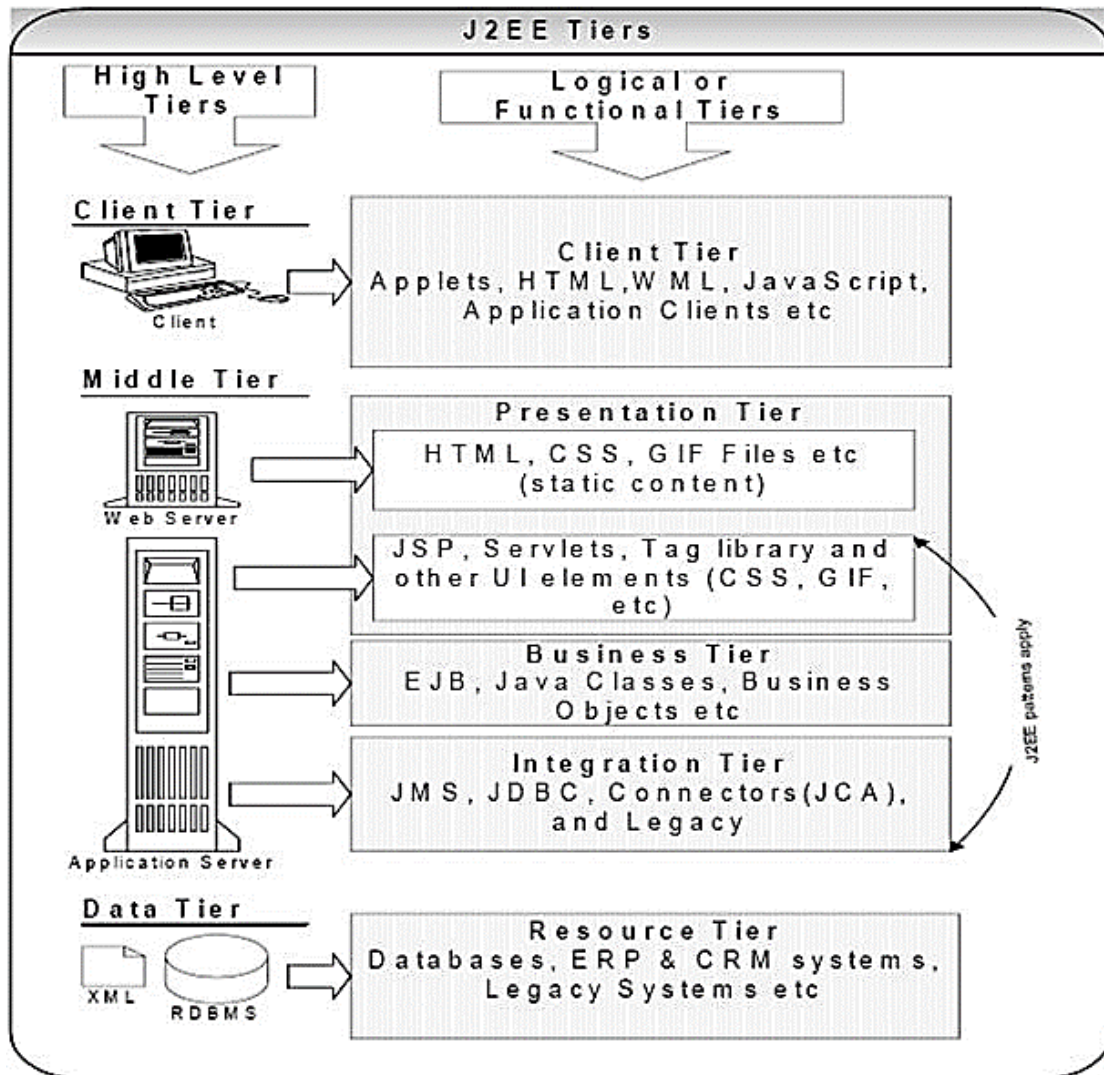 J2EE Tiers
High Level
Tiers
Logical or
Functional Tiers
Client Tier
Client
Client Tier
Applets, HTML,WML, JavaScript,
Application Clients etc
Middle Tier
Web Server
Presentation Tier
HTML, CSS, GIF Files etc
(static content)
JSP, Servlets, Tag library and
other UI elements (CSS, GIF,
etc)
Business Tier
EJB, Java Classes, Business
Objects etc
Integration Tier
JMS, JDBC, Connectors(JCA),
and Legacy
Application Server
J2EE patterns apply
Data Tier
XML
RDBMS
Resource Tier
Databases, ERP & CRM systems,
Legacy Systems etc